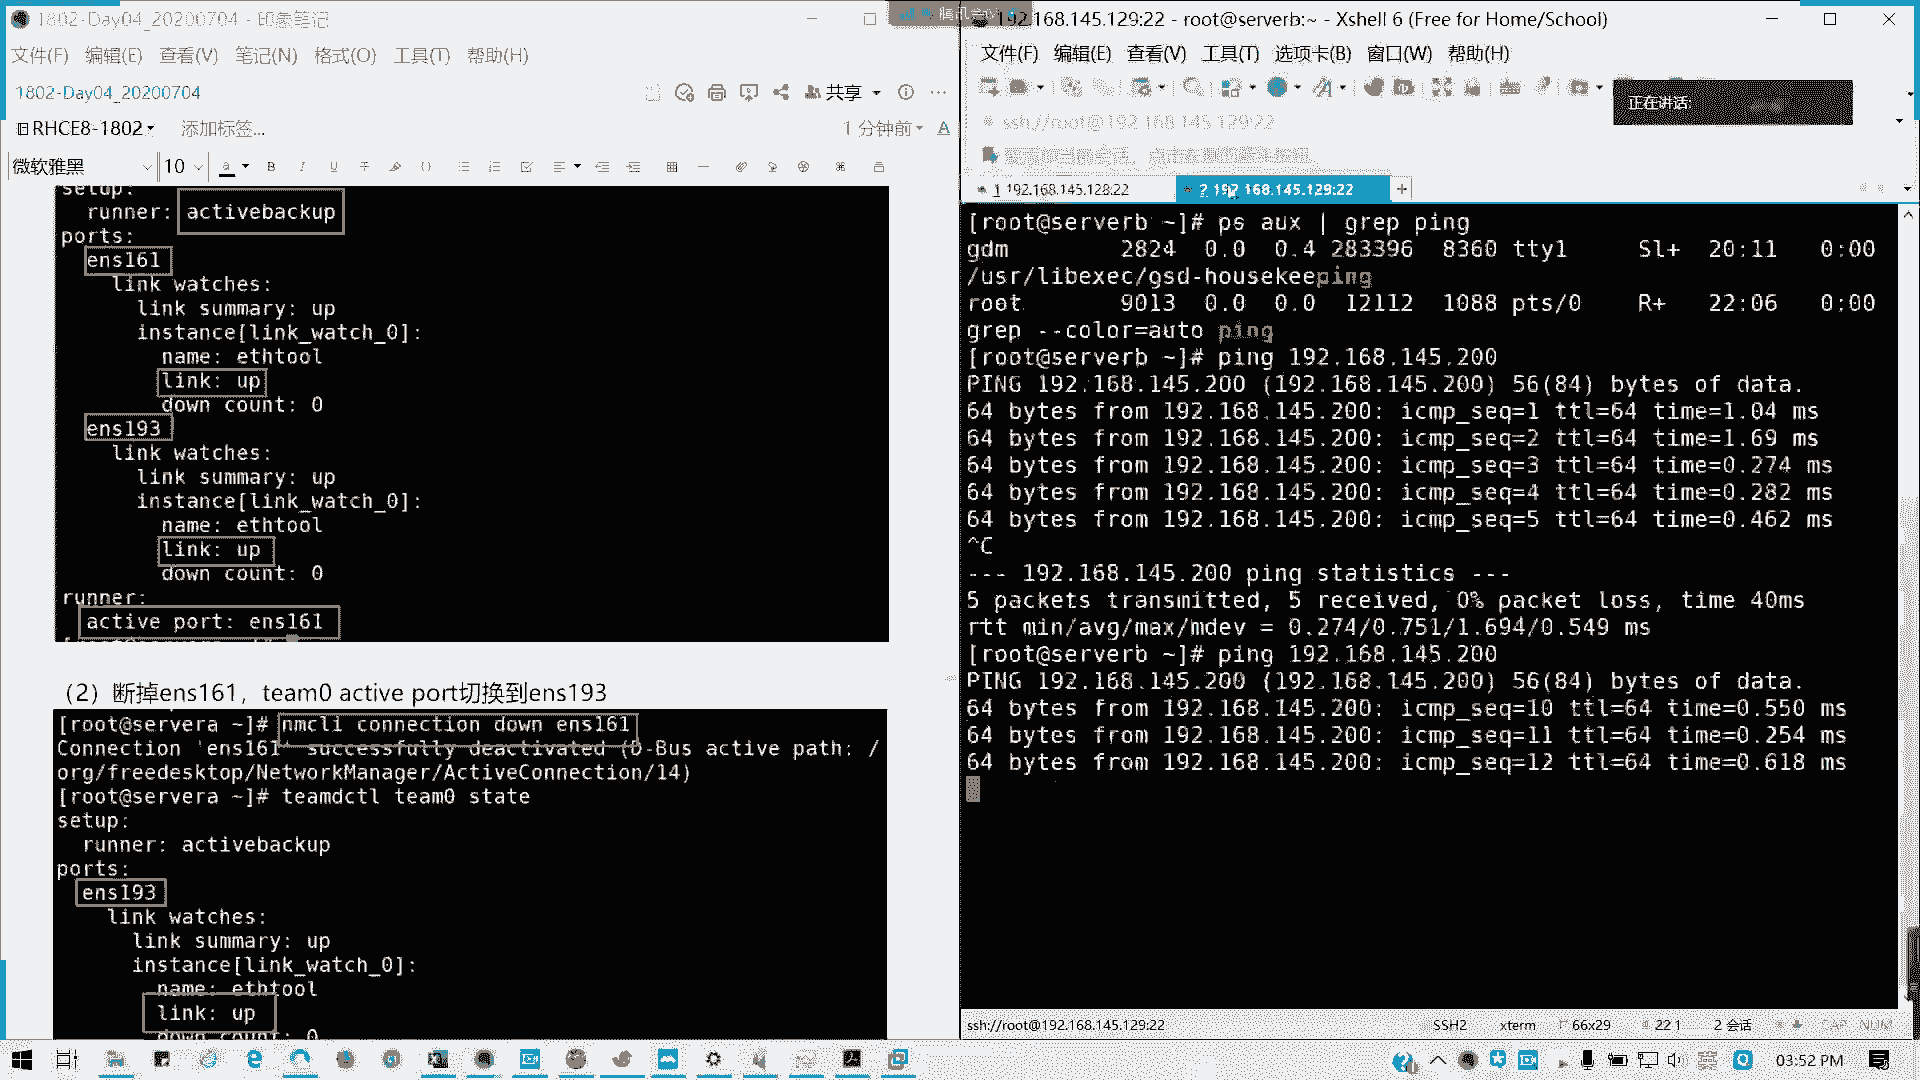 1802-Day04_20200704 - 印象笔记
文件(F) 编辑(E) 查看(V) 笔记(N) 格式(O) 工具(T) 帮助(H)
1802-Day04_20200704
共享
RHCE8-1802
添加标签...
1 分钟前
微软雅黑
10
setup:
runner: activebackup
ports:
ens161
link watches:
link summary: up
instance[link_watch_0]:
name: ethtool
link: up
down count: 0
ens193
link watches:
link summary: up
instance[link_watch_0]:
name: ethtool
link: up
down count: 0
runner:
active port: ens161
（2）断掉ens161，team0 active port切换到ens193
[root@servera ~]# nmcli connection down ens161
Connection 'ens161' successfully deactivated (D-Bus active path: /
org/freedesktop/NetworkManager/ActiveConnection/14)
[root@servera ~]# teamdctl team0 state
setup:
runner: activebackup
ports:
ens193
link watches:
link summary: up
instance[link_watch_0]:
name: ethtool
link: up
down count: 0
腾讯会议
192.168.145.129:22 - root@serverb:~ - Xshell 6 (Free for Home/School)
文件(F) 编辑(E) 查看(V) 工具(T) 选项卡(B) 窗口(W) 帮助(H)
正在讲话:
ssh://root@192.168.145.129:22
1 192.168.145.128:22
2 192.168.145.129:22
[root@serverb ~]# ps aux | grep ping
gdm 2824 0.0 0.4 283396 8360 tty1 Sl+ 20:11 0:00
/usr/libexec/gsd-housekeeping
root 9013 0.0 0.0 12112 1088 pts/0 R+ 22:06 0:00
grep --color=auto ping
[root@serverb ~]# ping 192.168.145.200
PING 192.168.145.200 (192.168.145.200) 56(84) bytes of data.
64 bytes from 192.168.145.200: icmp_seq=1 ttl=64 time=1.04 ms
64 bytes from 192.168.145.200: icmp_seq=2 ttl=64 time=1.69 ms
64 bytes from 192.168.145.200: icmp_seq=3 ttl=64 time=0.274 ms
64 bytes from 192.168.145.200: icmp_seq=4 ttl=64 time=0.282 ms
64 bytes from 192.168.145.200: icmp_seq=5 ttl=64 time=0.462 ms
^C
--- 192.168.145.200 ping statistics ---
5 packets transmitted, 5 received, 0% packet loss, time 40ms
rtt min/avg/max/mdev = 0.274/0.751/1.694/0.549 ms
[root@serverb ~]# ping 192.168.145.200
PING 192.168.145.200 (192.168.145.200) 56(84) bytes of data.
64 bytes from 192.168.145.200: icmp_seq=10 ttl=64 time=0.550 ms
64 bytes from 192.168.145.200: icmp_seq=11 ttl=64 time=0.254 ms
64 bytes from 192.168.145.200: icmp_seq=12 ttl=64 time=0.618 ms
ssh://root@192.168.145.129:22
SSH2 xterm 66x29 22,1 2 会话 CAP NUM
英
03:52 PM